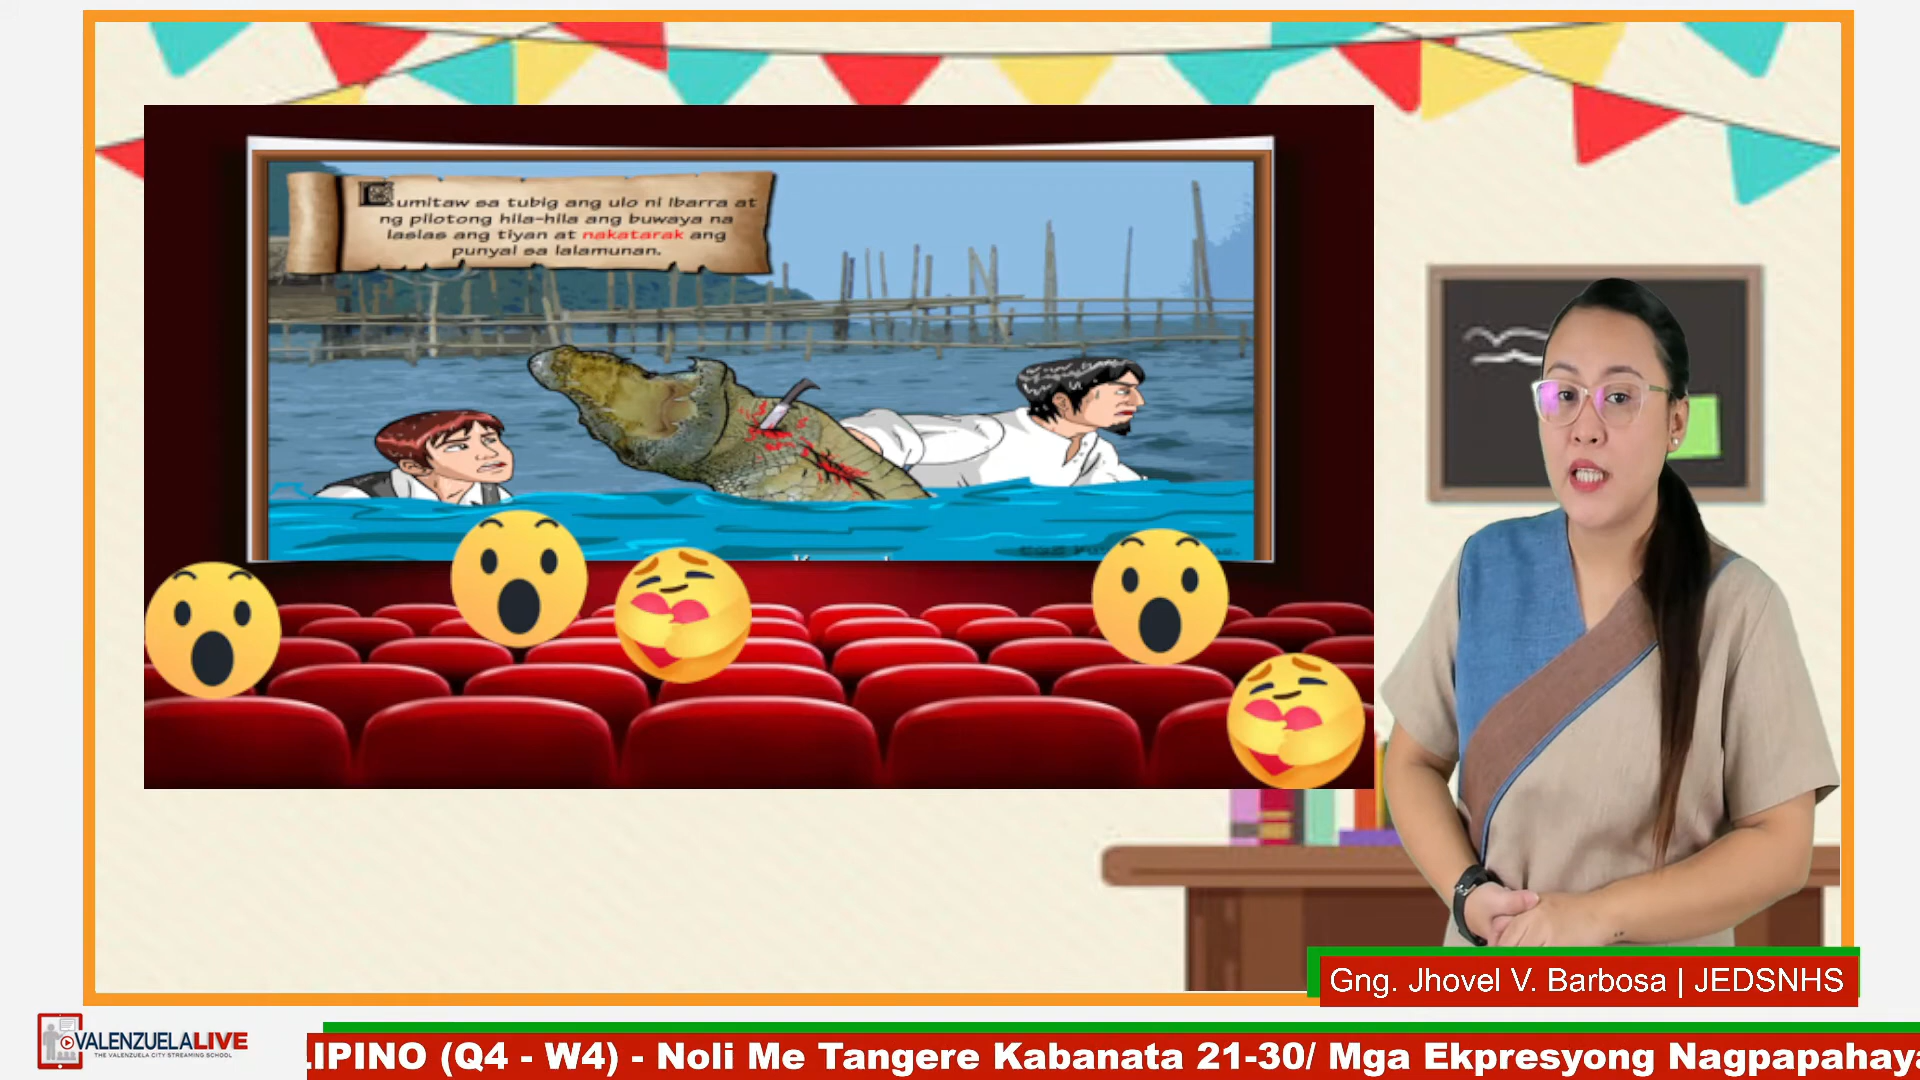 Lumitaw sa tubig ang ulo ni Ibarra at
ng pilotong hila-hila ang buwaya na
laslas ang tiyan at nakatarak ang
punyal sa lalamunan.
Gng. Jhovel V. Barbosa | JEDSNHS
VALENZUELALIVE
THE VALENZUELA CITY STREAMING SCHOOL
LIPINO (Q4 - W4) - Noli Me Tangere Kabanata 21-30/ Mga Ekpresyong Nagpapahaya